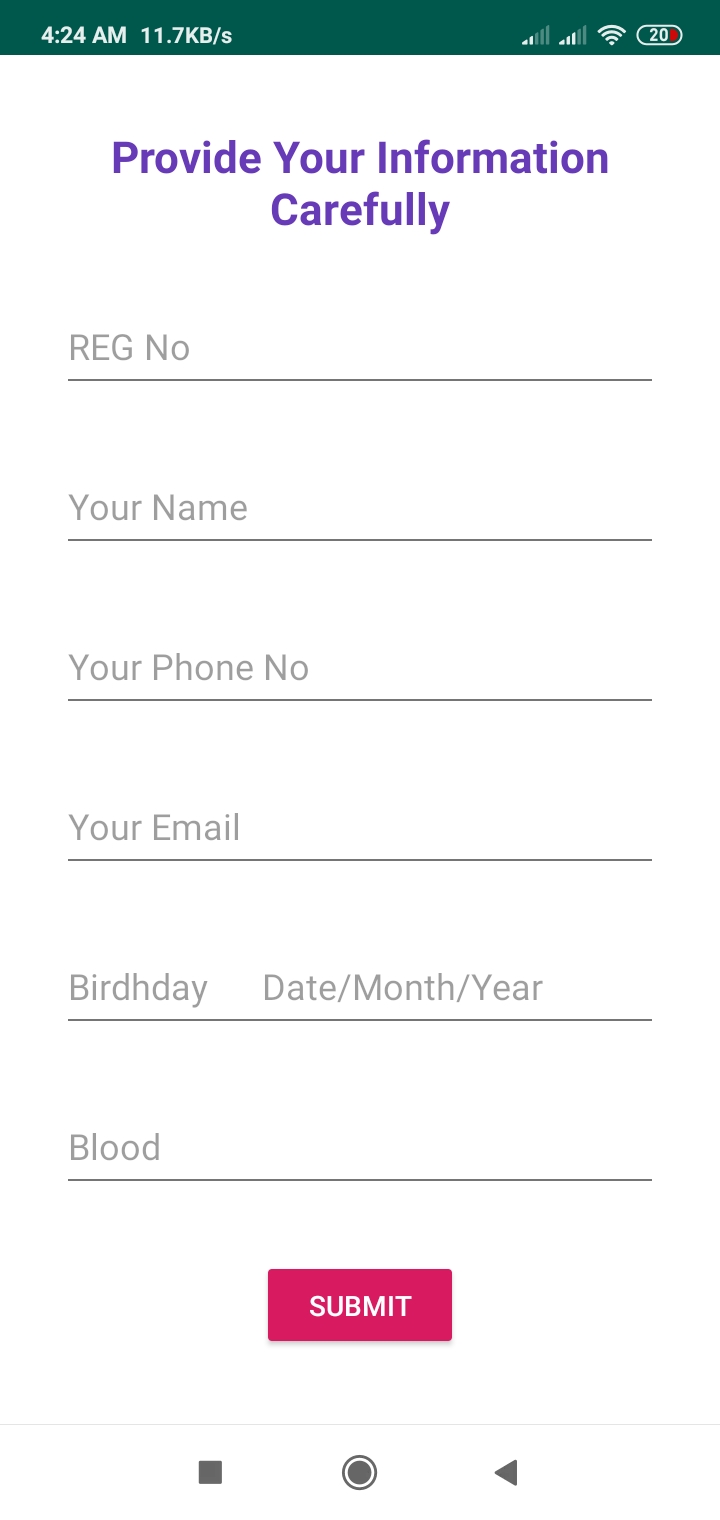 4:24 AM 11.7KB/s 20
Provide Your Information
Carefully
REG No
Your Name
Your Phone No
Your Email
Birdhday Date/Month/Year
Blood
SUBMIT